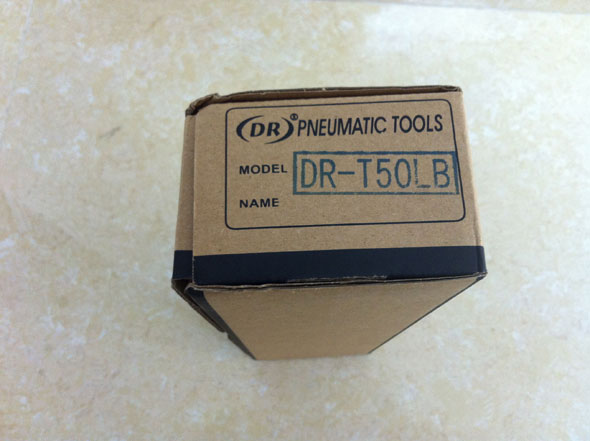 (DR)® PNEUMATIC TOOLS
MODEL DR-T50LB
NAME